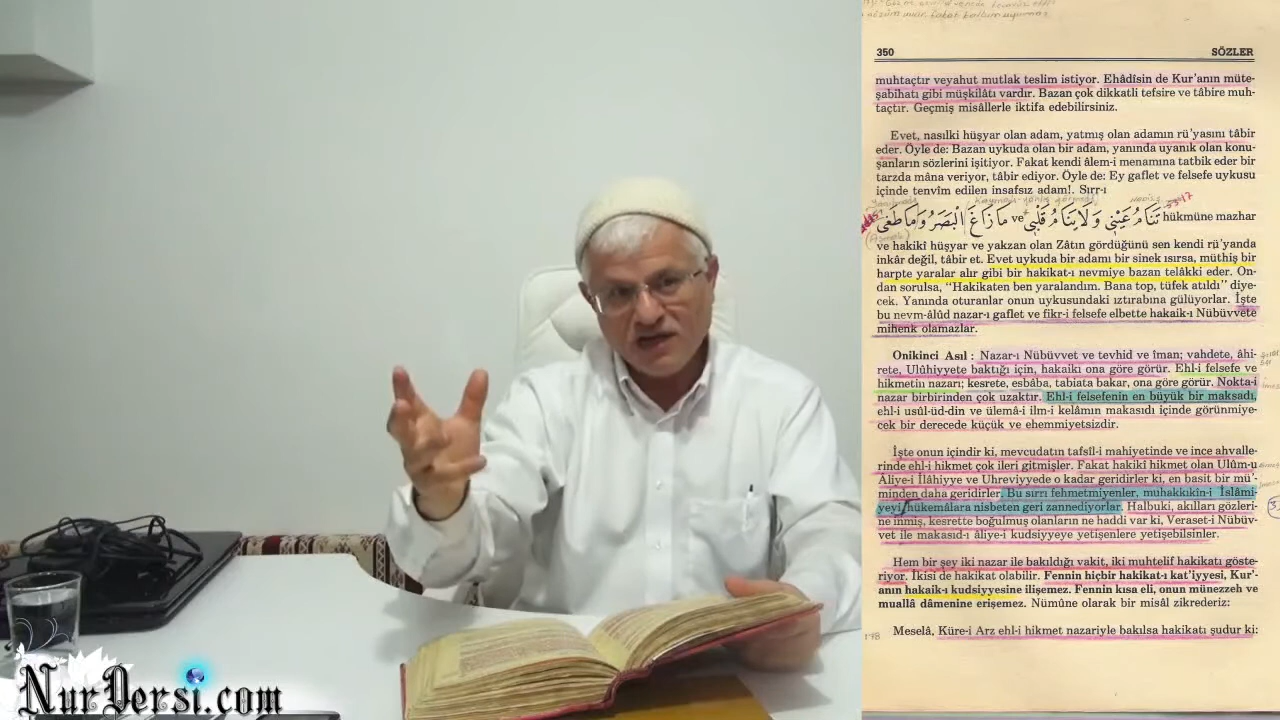 350 SÖZLER
muhtaçtır veyahut mutlak teslim istiyor. Ehâdîsin de Kur'anın müte-
şabihatı gibi müşkilâtı vardır. Bazan çok dikkatli tefsire ve tâbire muh-
taçtır. Geçmiş misâllerle iktifa edebilirsiniz.
Evet, nasılki hüşyar olan adam, yatmış olan adamın rü'yasını tâbir
eder. Öyle de: Bazan uykuda olan bir adam, yanında uyanık olan konu-
şanların sözlerini işitiyor. Fakat kendi âlem-i menamına tatbik eder bir
tarzda mâna veriyor, tâbir ediyor. Öyle de: Ey gaflet ve felsefe uykusu
içinde tenvîm edilen insafsız adam!. Sırr-ı
مَا زَاغَ الْبَصَرُ وَمَا طَغٰى ve تَنَامُ عَيْنِى وَلَا يَنَامُ قَلْبِى hükmüne mazhar
ve hakikî hüşyar ve yakzan olan Zâtın gördüğünü sen kendi rü'yanda
inkâr değil, tâbir et. Evet uykuda bir adamı bir sinek ısırsa, müthiş bir
harpte yaralar alır gibi bir hakikat-ı nevmiye bazan telâkki eder. On-
dan sorulsa, "Hakikaten ben yaralandım. Bana top, tüfek atıldı" diye-
cek. Yanında oturanlar onun uykusundaki ıztırabına gülüyorlar. İşte
bu nevm-âlûd nazar-ı gaflet ve fikr-i felsefe elbette hakaik-ı Nübüvvete
mihenk olamazlar.
Onikinci Asıl : Nazar-ı Nübüvvet ve tevhid ve îman; vahdete, âhi-
rete, Ulûhiyyete baktığı için, hakaikı ona göre görür. Ehl-i felsefe ve
hikmetin nazarı; kesrete, esbâba, tabiata bakar, ona göre görür. Nokta-i
nazar birbirinden çok uzaktır. Ehl-i felsefenin en büyük bir maksadı,
ehl-i usûl-üd-din ve ülemâ-i ilm-i kelâmın makasıdı içinde görünmiye-
cek bir derecede küçük ve ehemmiyetsizdir.
İşte onun içindir ki, mevcudatın tafsîl-i mahiyetinde ve ince ahvalle-
rinde ehl-i hikmet çok ileri gitmişler. Fakat hakikî hikmet olan Ulûm-u
Âliye-i İlâhiyye ve Uhreviyyede o kadar geridirler ki, en basit bir mü'-
minden daha geridirler. Bu sırrı fehmetmiyenler, muhakkıkîn-i İslâmi-
yeyi, hükemâlara nisbeten geri zannediyorlar. Halbuki, akılları gözleri-
ne inmiş, kesrette boğulmuş olanların ne haddi var ki, Veraset-i Nübüv-
vet ile makasıd-ı âliye-i kudsiyyeye yetişenlere yetişebilsinler.
Hem bir şey iki nazar ile bakıldığı vakit, iki muhtelif hakikatı göste-
riyor. İkisi de hakikat olabilir. Fennin hiçbir hakikat-ı kat'iyyesi, Kur'-
anın hakaik-ı kudsiyyesine ilişemez. Fennin kısa eli, onun münezzeh ve
muallâ dâmenine erişemez. Nümûne olarak bir misâl zikrederiz:
Meselâ, Küre-i Arz ehl-i hikmet nazariyle bakılsa hakikatı şudur ki:
NurDersi.com